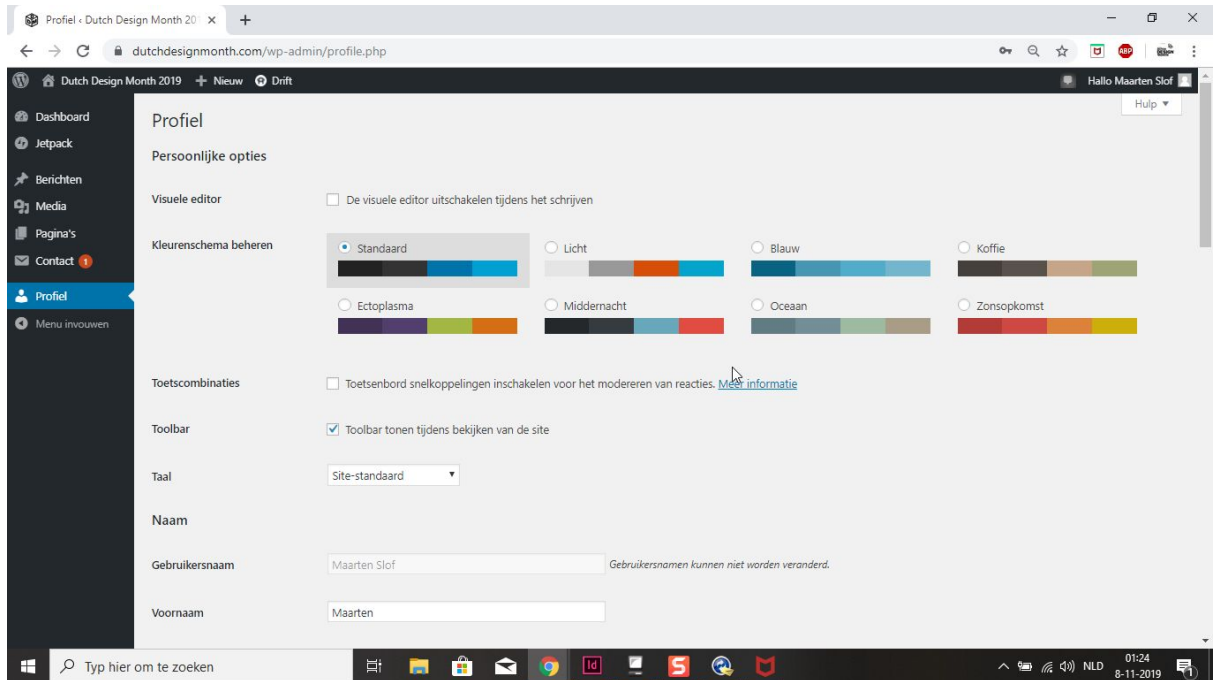 Profiel ‹ Dutch Design Month 20
dutchdesignmonth.com/wp-admin/profile.php
ABP
Dutch Design Month 2019 Nieuw Drift
Hallo Maarten Slof
Hulp
Dashboard
Jetpack
Berichten
Media
Pagina's
Contact 1
Profiel
Menu invouwen
Profiel
Persoonlijke opties
Visuele editor
De visuele editor uitschakelen tijdens het schrijven
Kleurenschema beheren
Standaard Licht Blauw Koffie
Ectoplasma Middernacht Oceaan Zonsopkomst
Toetscombinaties
Toetsenbord snelkoppelingen inschakelen voor het modereren van reacties. Meer informatie
Toolbar
Toolbar tonen tijdens bekijken van de site
Taal
Site-standaard
Naam
Gebruikersnaam
Maarten Slof
Gebruikersnamen kunnen niet worden veranderd.
Voornaam
Maarten
Typ hier om te zoeken
Id
S
NLD
01:24
8-11-2019
1